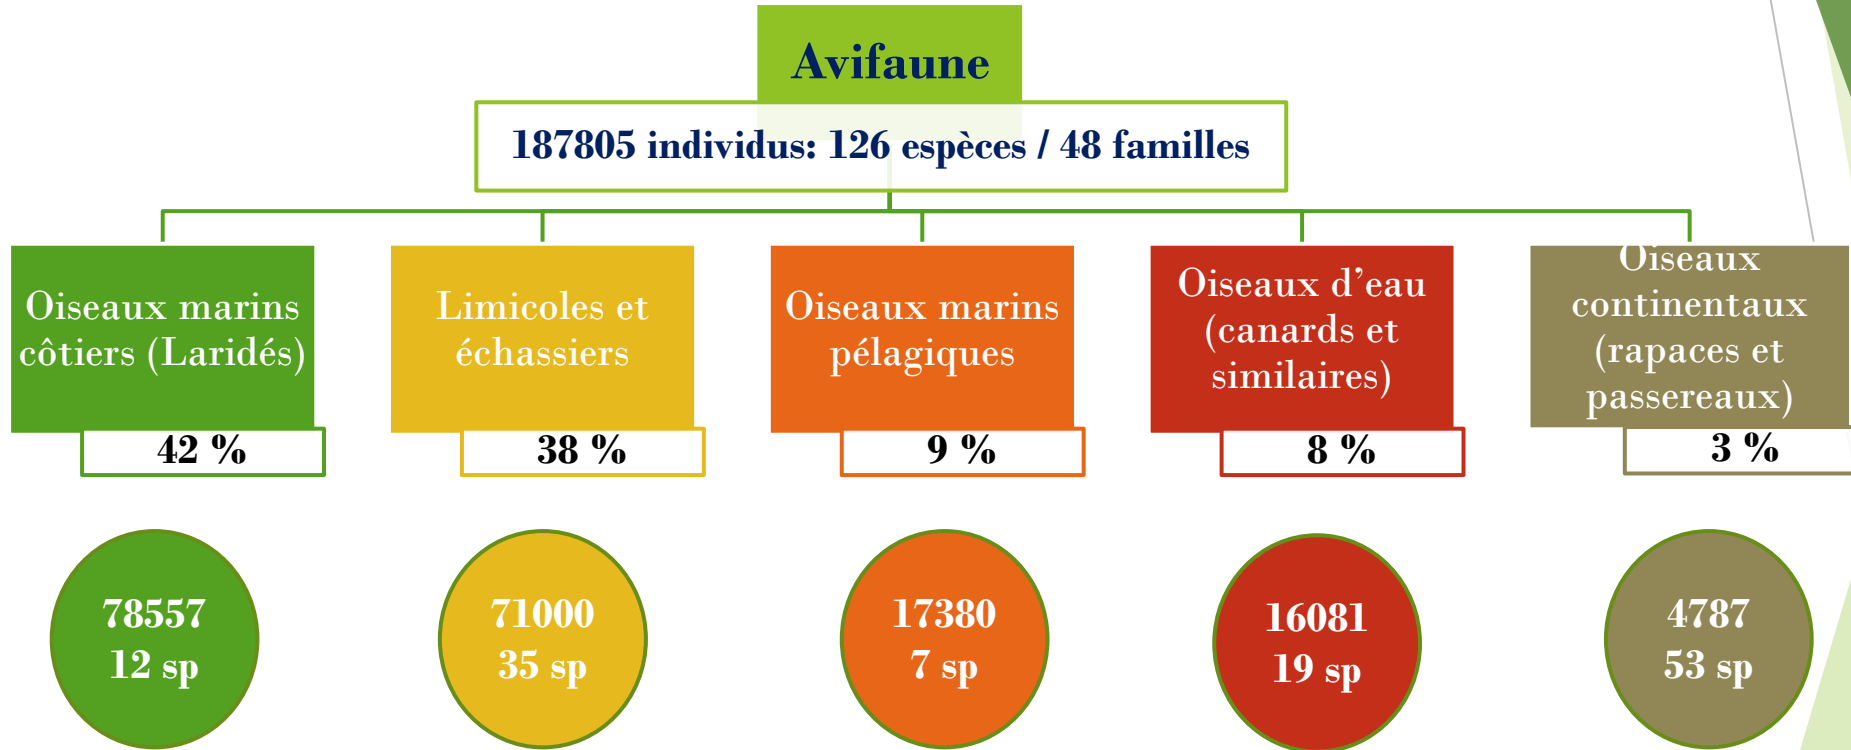 Avifaune
187805 individus: 126 espèces / 48 familles
Oiseaux marins
côtiers (Laridés)
42 %
Limicoles et
échassiers
38 %
Oiseaux marins
pélagiques
9 %
Oiseaux d’eau
(canards et
similaires)
8 %
Oiseaux
continentaux
(rapaces et
passereaux)
3 %
78557
12 sp
71000
35 sp
17380
7 sp
16081
19 sp
4787
53 sp